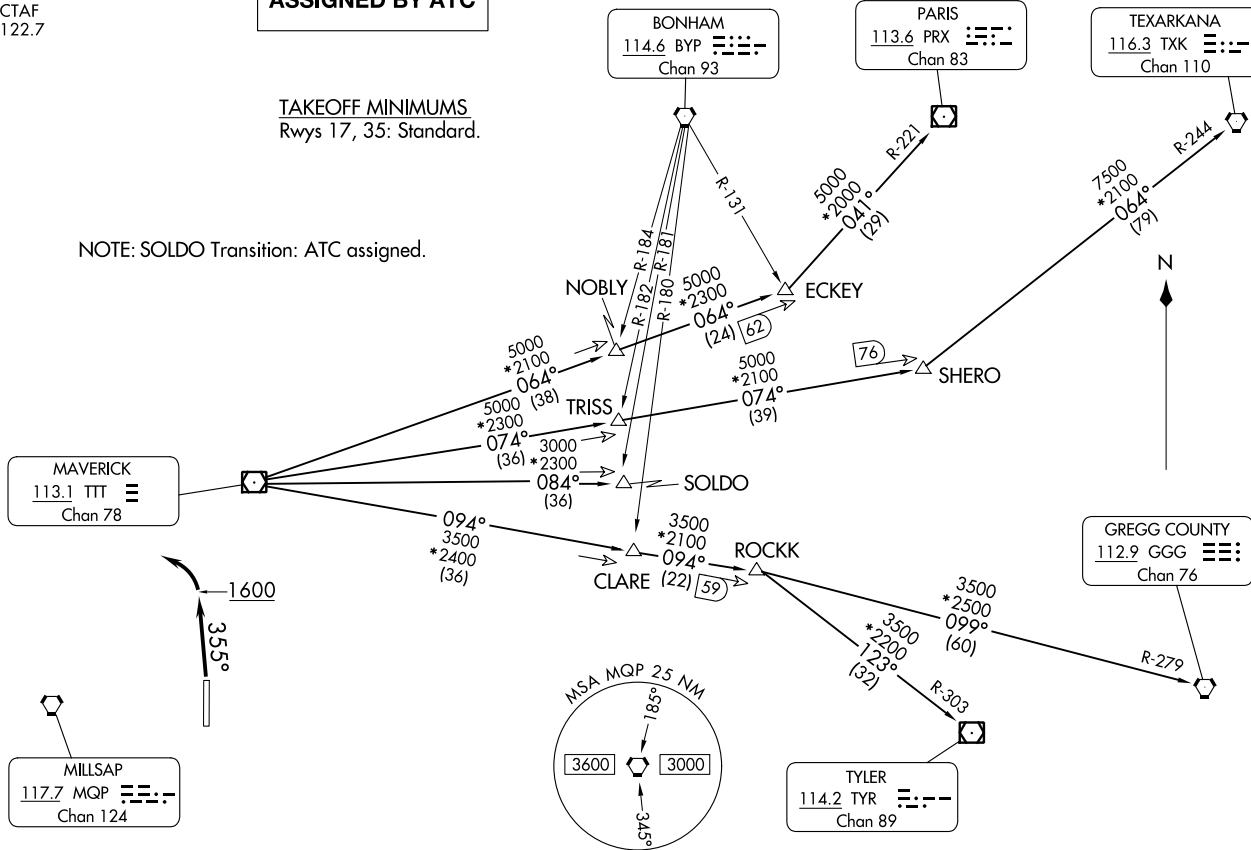 CTAF
122.7
ASSIGNED BY ATC
TAKEOFF MINIMUMS
Rwys 17, 35: Standard.
NOTE: SOLDO Transition: ATC assigned.
BONHAM
114.6 BYP
Chan 93
PARIS
113.6 PRX
Chan 83
TEXARKANA
116.3 TXK
Chan 110
R-131
R-221
R-244
5000
*2000
041°
(29)
7500
*2100
064°
(79)
N
R-184
R-181
R-182
R-180
NOBLY
5000
*2300
064°
(24)
62
ECKEY
5000
*2100
064°
(38)
TRISS
5000
*2100
074°
(39)
76
SHERO
5000
*2300
074°
(36)
3000
*2300
084°
(36)
SOLDO
MAVERICK
113.1 TTT
Chan 78
094°
3500
*2400
(36)
CLARE
3500
*2100
094°
(22)
59
ROCKK
GREGG COUNTY
112.9 GGG
Chan 76
3500
*2500
099°
(60)
R-279
3500
*2200
123°
(32)
R-303
1600
355°
MILLSAP
117.7 MQP
Chan 124
MSA MQP 25 NM
185°
3600
3000
345°
TYLER
114.2 TYR
Chan 89